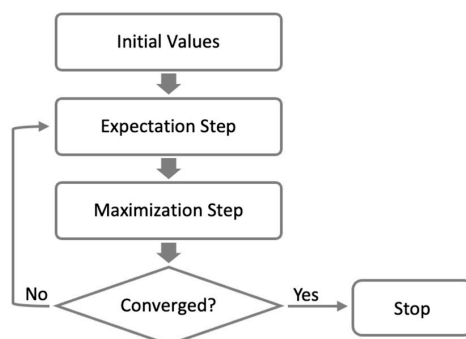 Initial Values
Expectation Step
Maximization Step
No
Converged?
Yes
Stop